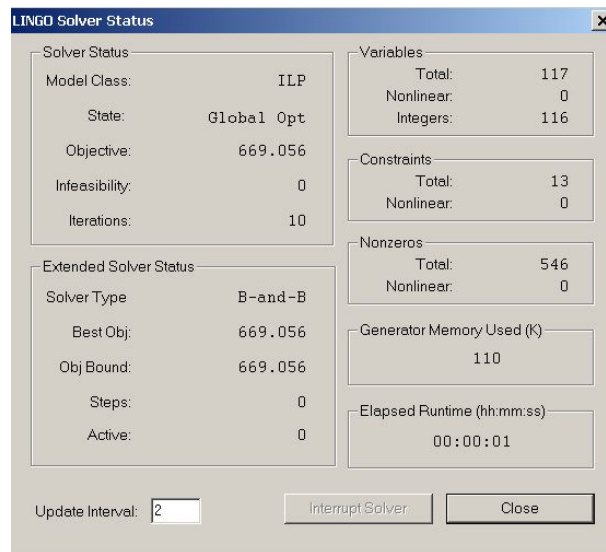 LINGO Solver Status
Solver Status
Model Class: ILP
State: Global Opt
Objective: 669.056
Infeasibility: 0
Iterations: 10
Extended Solver Status
Solver Type B-and-B
Best Obj: 669.056
Obj Bound: 669.056
Steps: 0
Active: 0
Variables
Total: 117
Nonlinear: 0
Integers: 116
Constraints
Total: 13
Nonlinear: 0
Nonzeros
Total: 546
Nonlinear: 0
Generator Memory Used (K)
110
Elapsed Runtime (hh:mm:ss)
00:00:01
Update Interval: 2
Interrupt Solver
Close